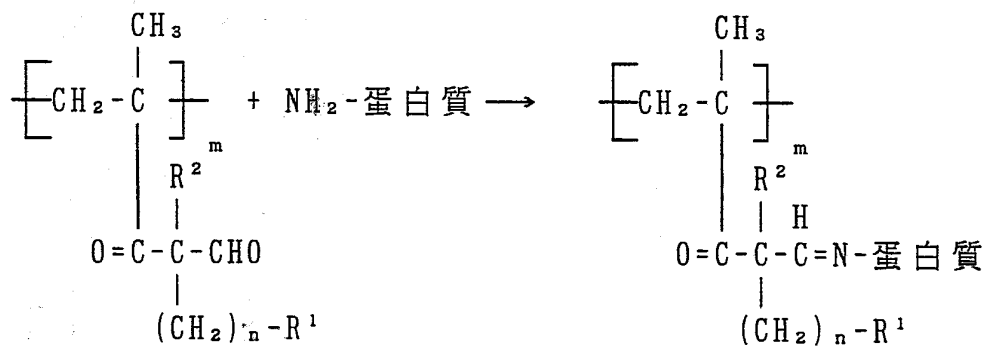 CH₃ CH₃
[CH₂-C]m + NH₂-蛋白質 → [CH₂-C]m
R² R²
H
O=C-C-CHO O=C-C-C=N-蛋白質
(CH₂)n-R¹ (CH₂)n-R¹